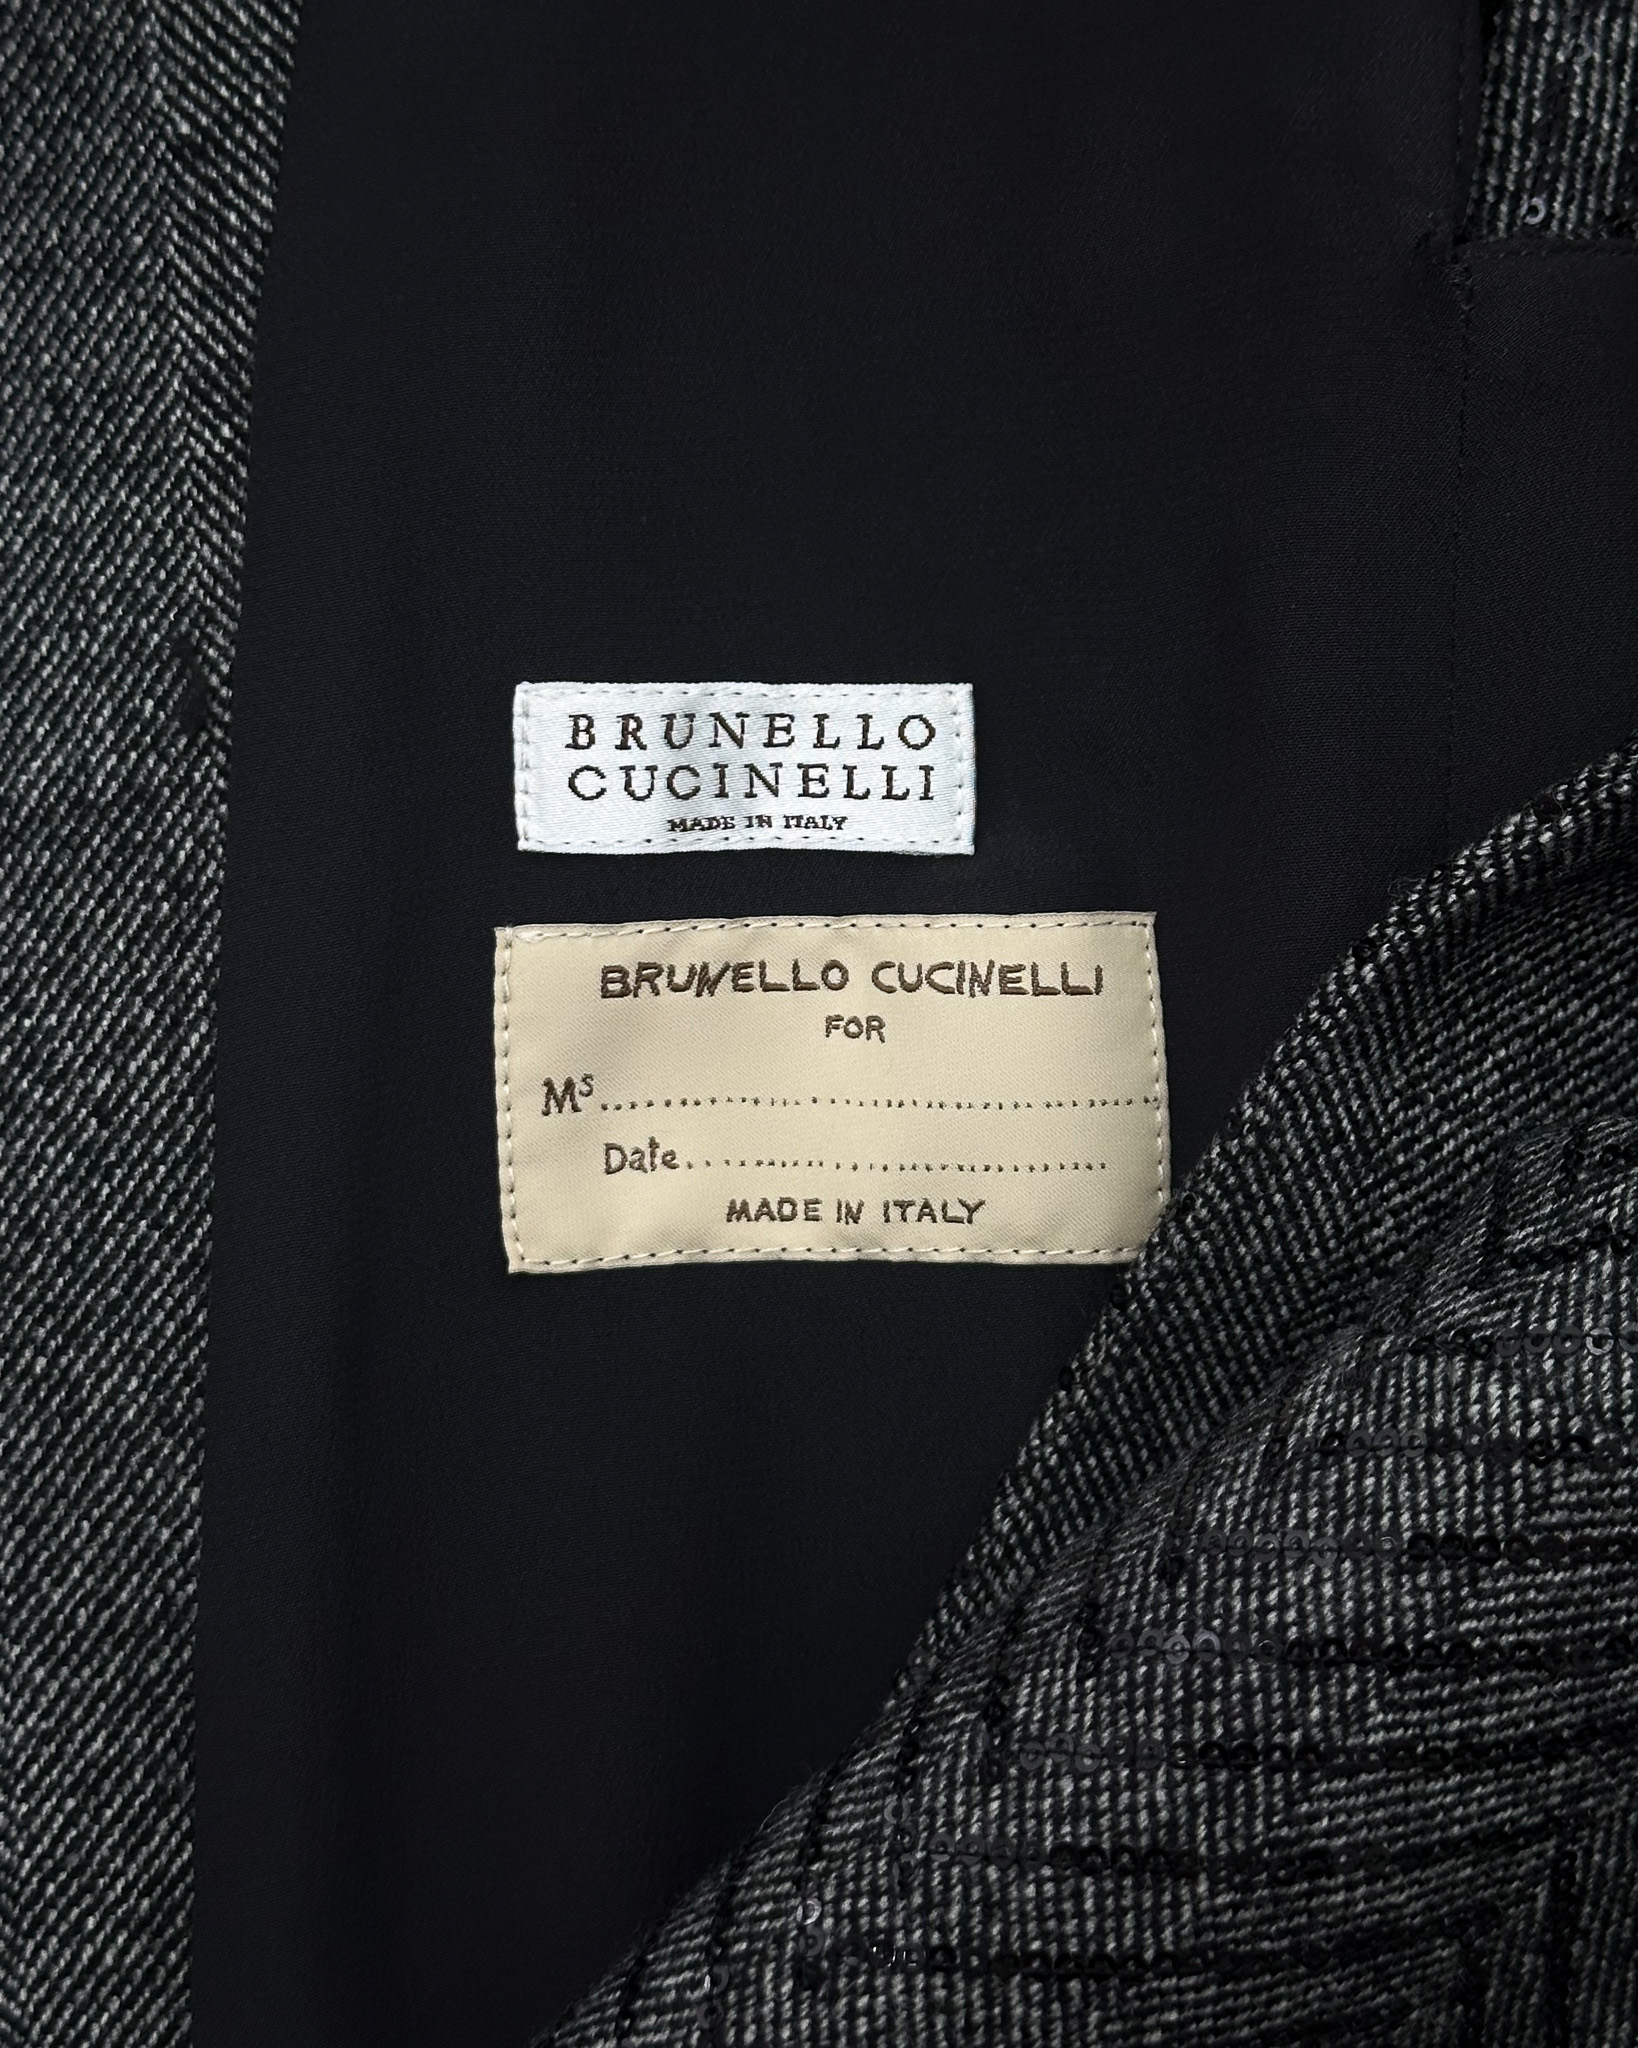 BRUNELLO
CUCINELLI
MADE IN ITALY
BRUNELLO CUCINELLI
FOR
Ms........................................
Date................................
MADE IN ITALY